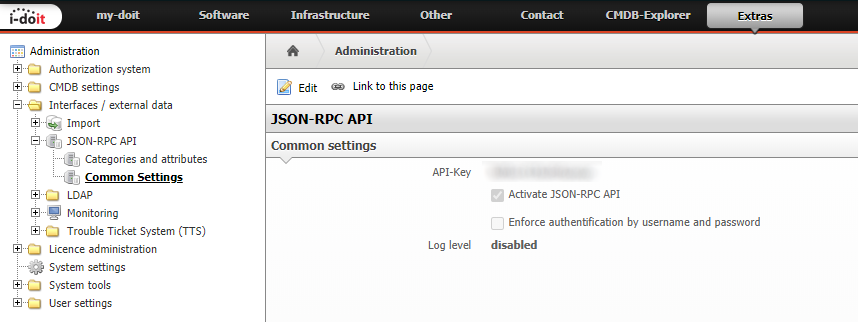 i-doit
my-doit Software Infrastructure Other Contact CMDB-Explorer Extras
Administration
Authorization system
CMDB settings
Interfaces / external data
Import
JSON-RPC API
Categories and attributes
Common Settings
LDAP
Monitoring
Trouble Ticket System (TTS)
Licence administration
System settings
System tools
User settings
Administration
Edit Link to this page
JSON-RPC API
Common settings
API-Key
Activate JSON-RPC API
Enforce authentification by username and password
Log level disabled